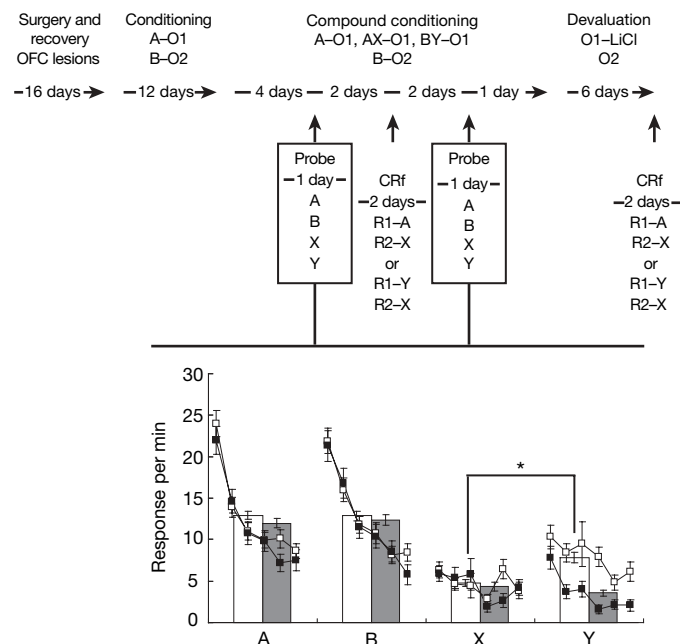 Surgery and
recovery
OFC lesions
Conditioning
A–O1
B–O2
Compound conditioning
A–O1, AX–O1, BY–O1
B–O2
Devaluation
O1–LiCl
O2
16 days
12 days
4 days
2 days
2 days
1 day
6 days
Probe
1 day
A
B
X
Y
CRf
2 days
R1–A
R2–X
or
R1–Y
R2–X
Probe
1 day
A
B
X
Y
CRf
2 days
R1–A
R2–X
or
R1–Y
R2–X
Response per min
30
25
20
15
10
5
0
*
A
B
X
Y